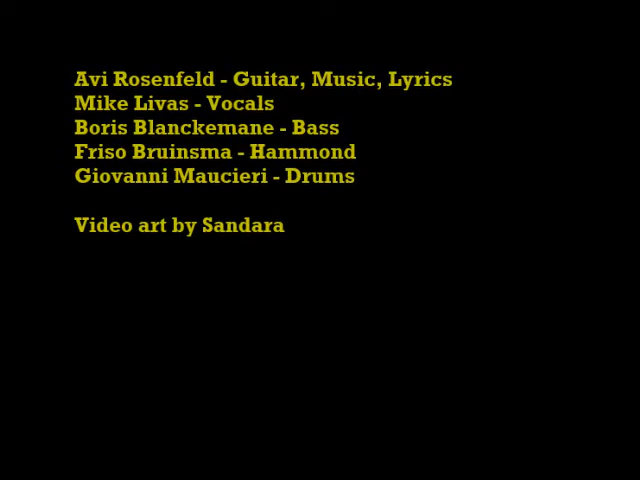 Avi Rosenfeld - Guitar, Music, Lyrics
Mike Livas - Vocals
Boris Blanckemane - Bass
Friso Bruinsma - Hammond
Giovanni Maucieri - Drums
Video art by Sandara